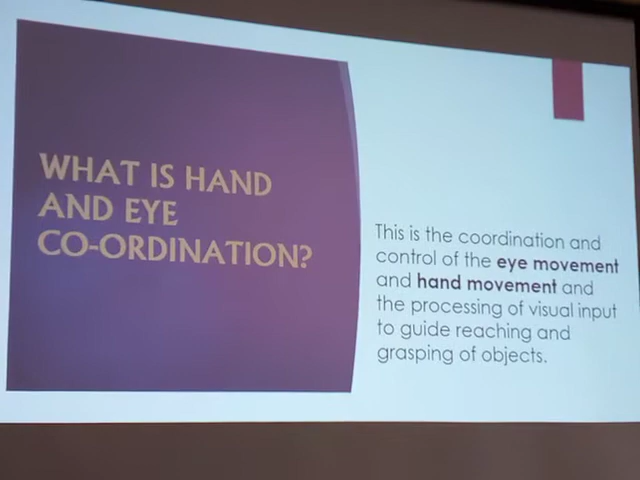 WHAT IS HAND
AND EYE
CO-ORDINATION?
This is the coordination and
control of the eye movement
and hand movement and
the processing of visual input
to guide reaching and
grasping of objects.